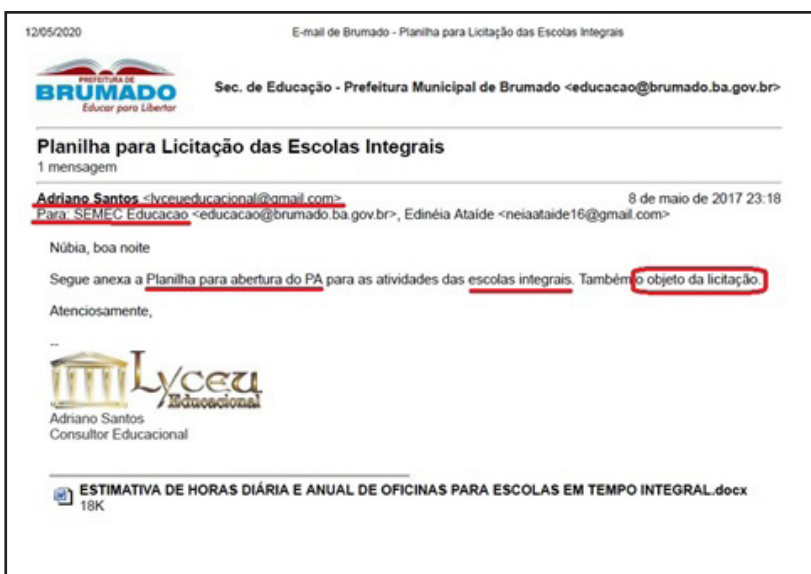 12/05/2020 E-mail de Brumado - Planilha para Licitação das Escolas Integrais
PREFEITURA DE
BRUMADO
Educar para Libertar
Sec. de Educação - Prefeitura Municipal de Brumado <educacao@brumado.ba.gov.br>
Planilha para Licitação das Escolas Integrais
1 mensagem
Adriano Santos <lyceueducacional@gmail.com> 8 de maio de 2017 23:18
Para: SEMEC Educacao <educacao@brumado.ba.gov.br>, Edinéia Ataíde <neiaataide16@gmail.com>
Núbia, boa noite
Segue anexa a Planilha para abertura do PA para as atividades das escolas integrais. Também o objeto da licitação.
Atenciosamente,
--
Lyceu
Educacional
Adriano Santos
Consultor Educacional
ESTIMATIVA DE HORAS DIÁRIA E ANUAL DE OFICINAS PARA ESCOLAS EM TEMPO INTEGRAL.docx
18K